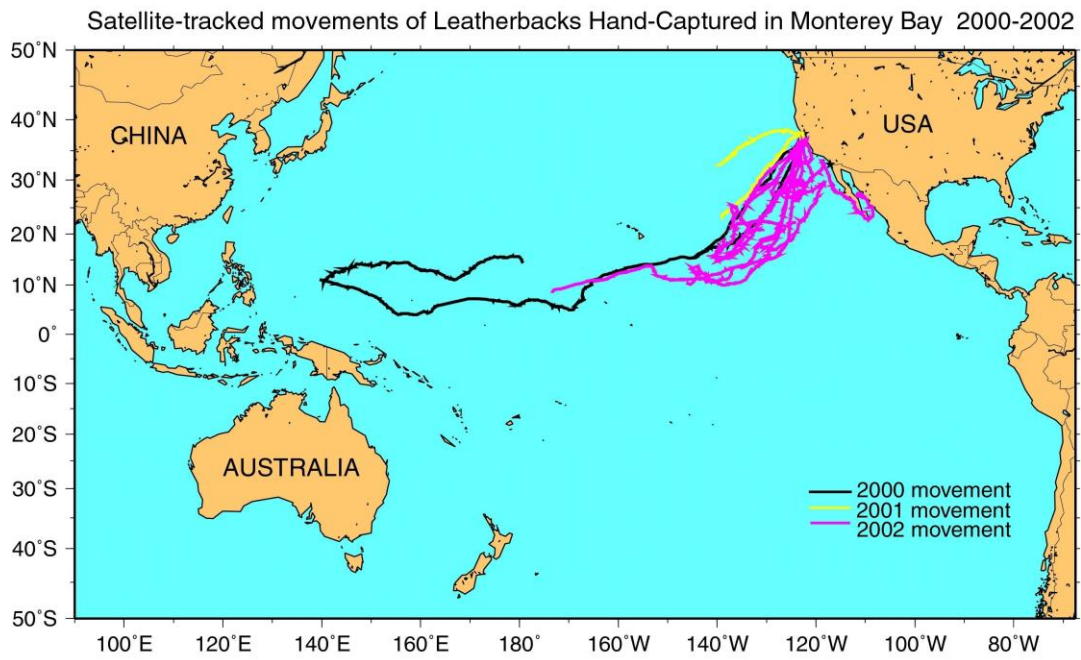 Satellite-tracked movements of Leatherbacks Hand-Captured in Monterey Bay 2000-2002
50˚N
40˚N
30˚N
20˚N
10˚N
0˚
10˚S
20˚S
30˚S
40˚S
50˚S
CHINA
USA
AUSTRALIA
2000 movement
2001 movement
2002 movement
100˚E
120˚E
140˚E
160˚E
180˚
160˚W
140˚W
120˚W
100˚W
80˚W